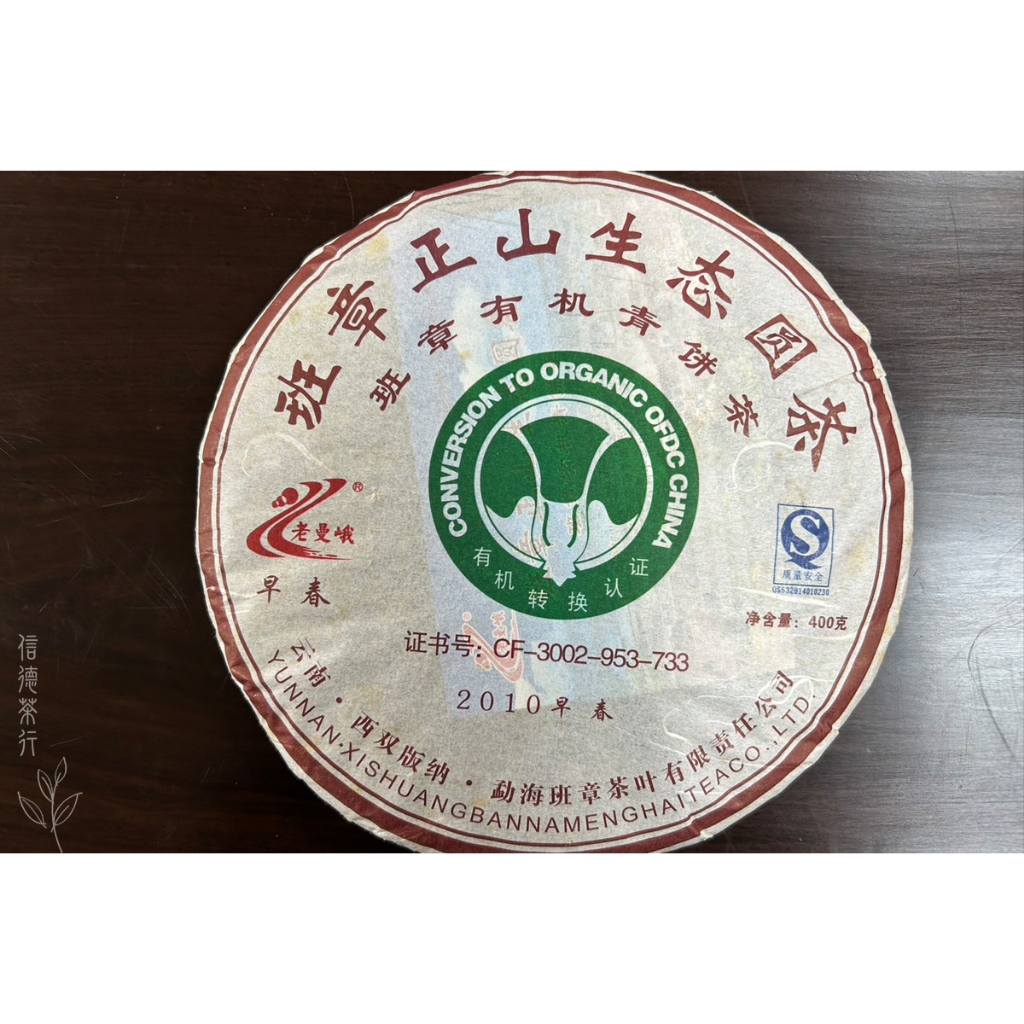 班章正山生态圆茶
班章有机青饼茶
CONVERSION TO ORGANIC OFDC CHINA
有机转换认证
老曼峨®
早春
质量安全
QS532814010230
净含量：400克
证书号：CF-3002-953-733
2010早春
云南·西双版纳·勐海班章茶叶有限责任公司
YUNNAN·XISHUANGBANNAMENGHAITEACO.,LTD.
信德茶行